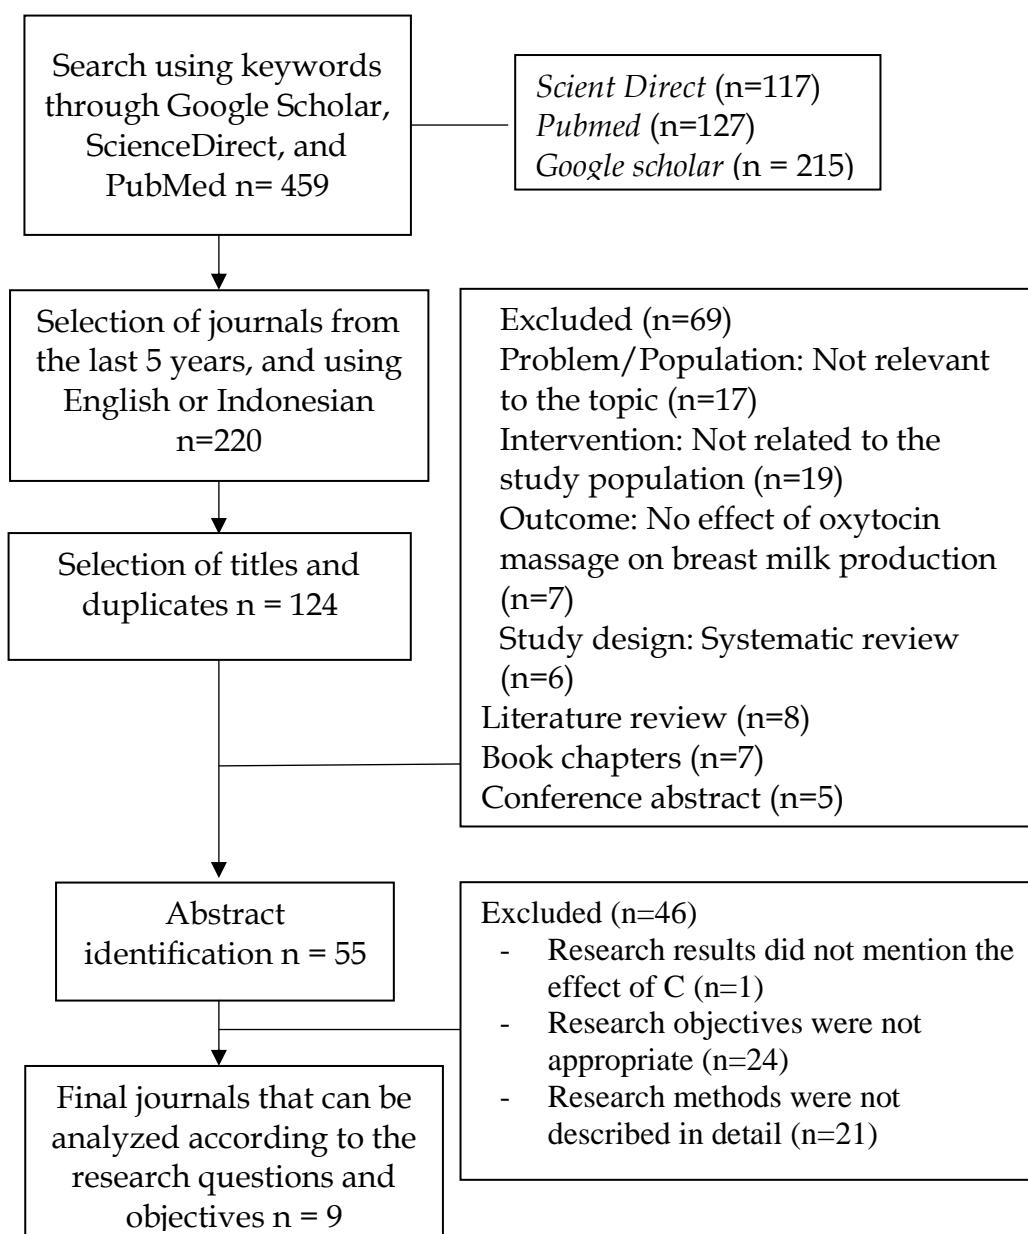 Search using keywords
through Google Scholar,
ScienceDirect, and
PubMed n= 459
Scient Direct (n=117)
Pubmed (n=127)
Google scholar (n = 215)
Selection of journals from
the last 5 years, and using
English or Indonesian
n=220
Selection of titles and
duplicates n = 124
Excluded (n=69)
Problem/Population: Not relevant
to the topic (n=17)
Intervention: Not related to the
study population (n=19)
Outcome: No effect of oxytocin
massage on breast milk production
(n=7)
Study design: Systematic review
(n=6)
Literature review (n=8)
Book chapters (n=7)
Conference abstract (n=5)
Abstract
identification n = 55
Excluded (n=46)
- Research results did not mention the
effect of C (n=1)
- Research objectives were not
appropriate (n=24)
- Research methods were not
described in detail (n=21)
Final journals that can be
analyzed according to the
research questions and
objectives n = 9